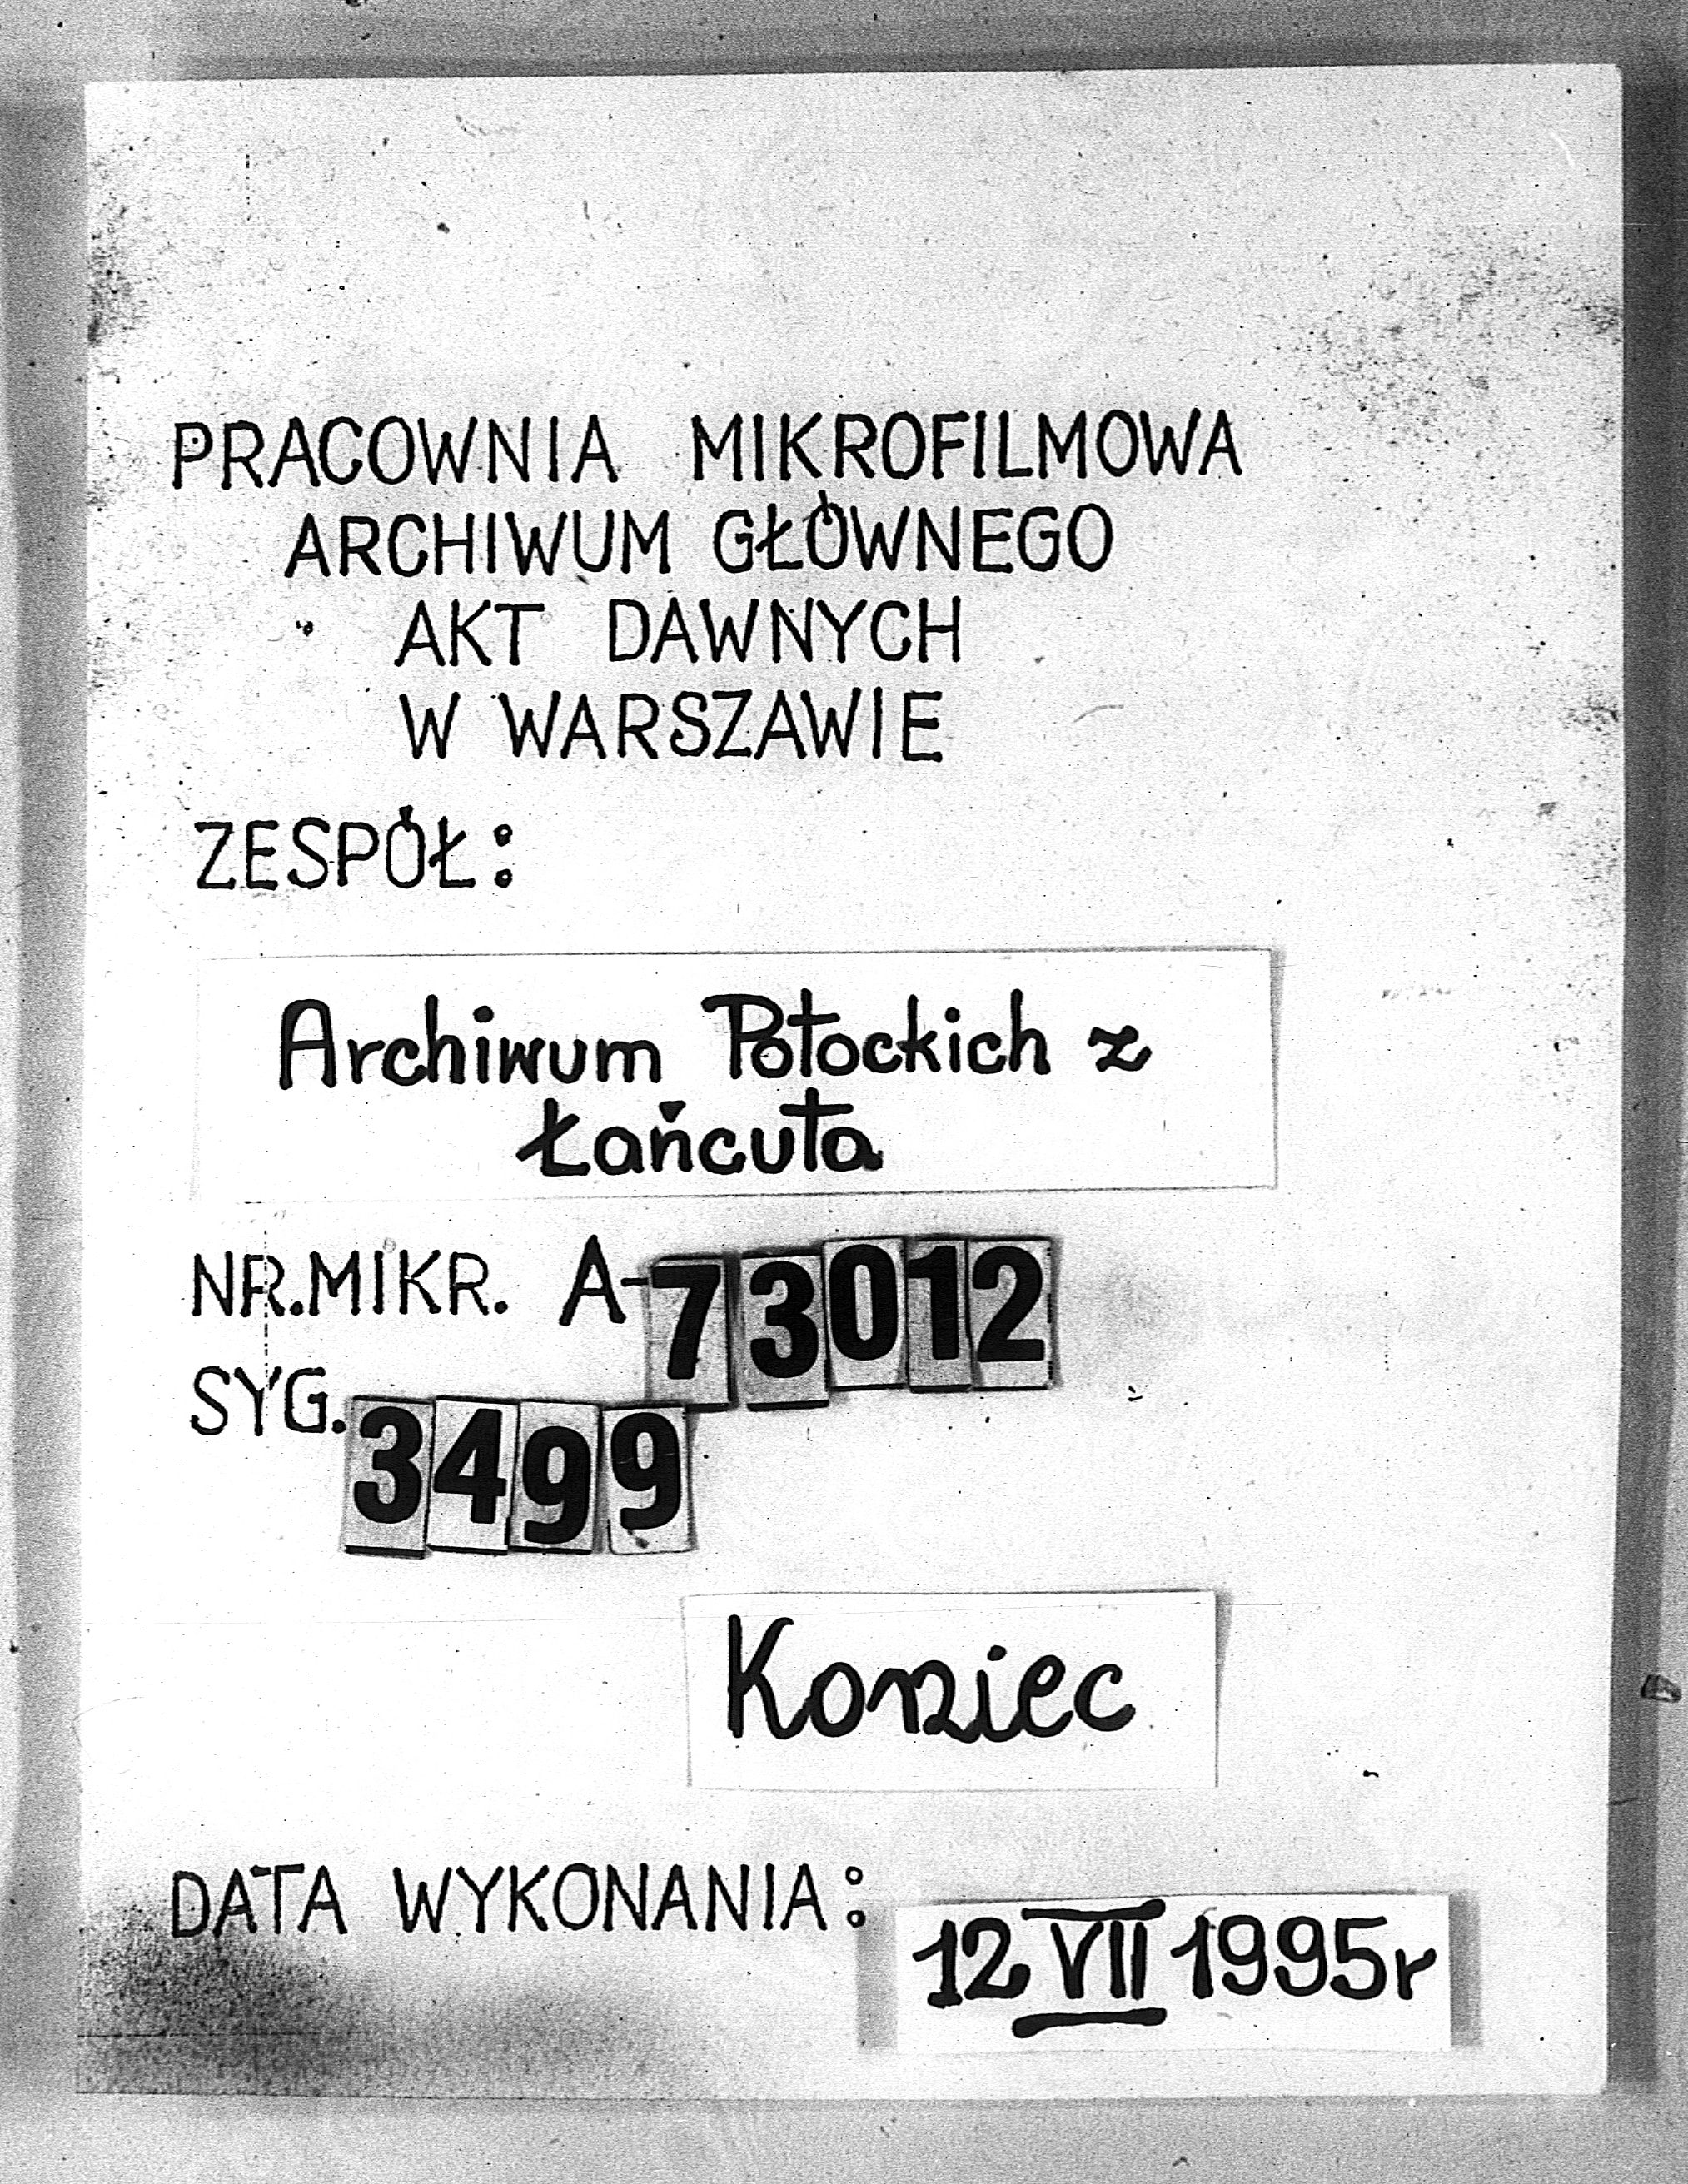 PRACOWNIA MIKROFILMOWA
ARCHIWUM GŁÓWNEGO
AKT DAWNYCH
W WARSZAWIE
ZESPÓŁ:
Archiwum Potockich z
Łańcuta
NR.MIKR. A-73012
SYG. 3499
Koniec
DATA WYKONANIA: 12 VII 1995r